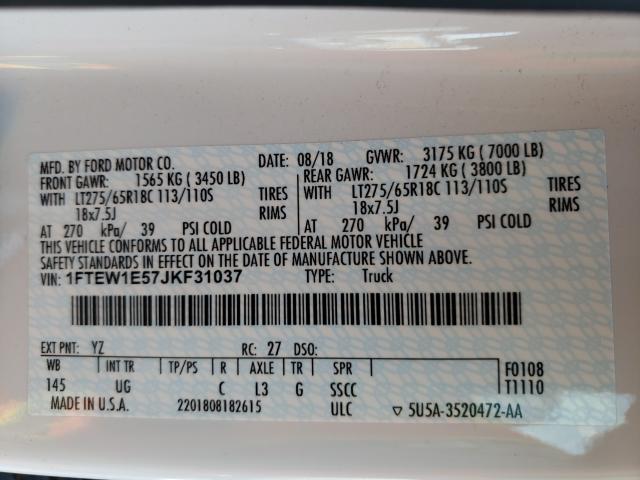 MFD. BY FORD MOTOR CO. DATE: 08/18 GVWR: 3175 KG ( 7000 LB)
FRONT GAWR: 1565 KG ( 3450 LB) REAR GAWR: 1724 KG ( 3800 LB)
WITH LT275/65R18C 113/110S TIRES WITH LT275/65R18C 113/110S TIRES
18x7.5J RIMS 18x7.5J RIMS
AT 270 kPa/ 39 PSI COLD AT 270 kPa/ 39 PSI COLD
THIS VEHICLE CONFORMS TO ALL APPLICABLE FEDERAL MOTOR VEHICLE
SAFETY STANDARDS IN EFFECT ON THE DATE OF MANUFACTURE SHOWN ABOVE.
VIN: 1FTEW1E57JKF31037 TYPE: Truck
EXT PNT: YZ RC: 27 DSO:
WB INT TR TP/PS R AXLE TR SPR F0108
145 UG C L3 G SSCC T1110
MADE IN U.S.A. 2201808182615 ULC ▽ 5U5A-3520472-AA